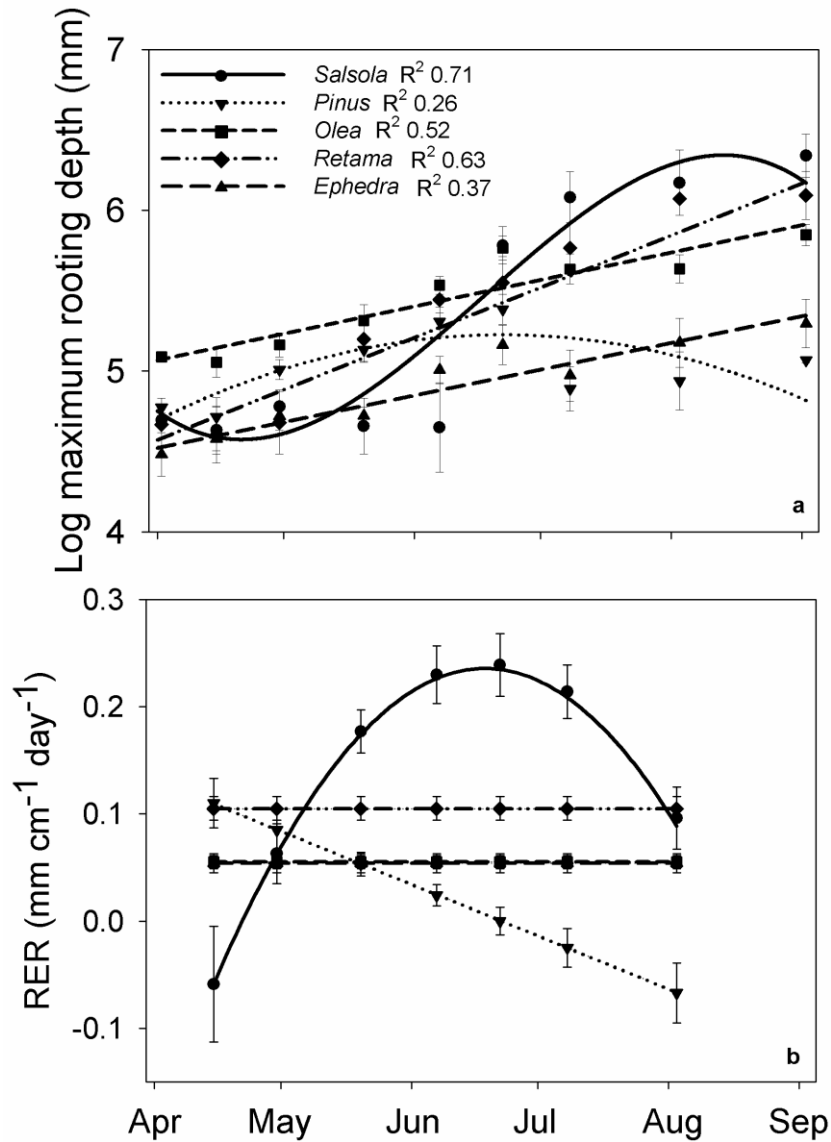 7
Salsola R² 0.71
Pinus R² 0.26
Olea R² 0.52
Retama R² 0.63
Ephedra R² 0.37
6
5
4
Log maximum rooting depth (mm)
a
0.3
0.2
0.1
0.0
-0.1
RER (mm cm⁻¹ day⁻¹)
b
Apr May Jun Jul Aug Sep